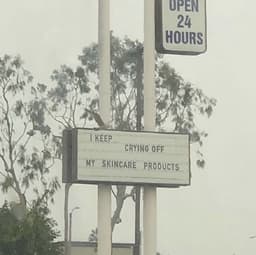 OPEN
24
HOURS
I KEEP
CRYING OFF
MY SKINCARE PRODUCTS